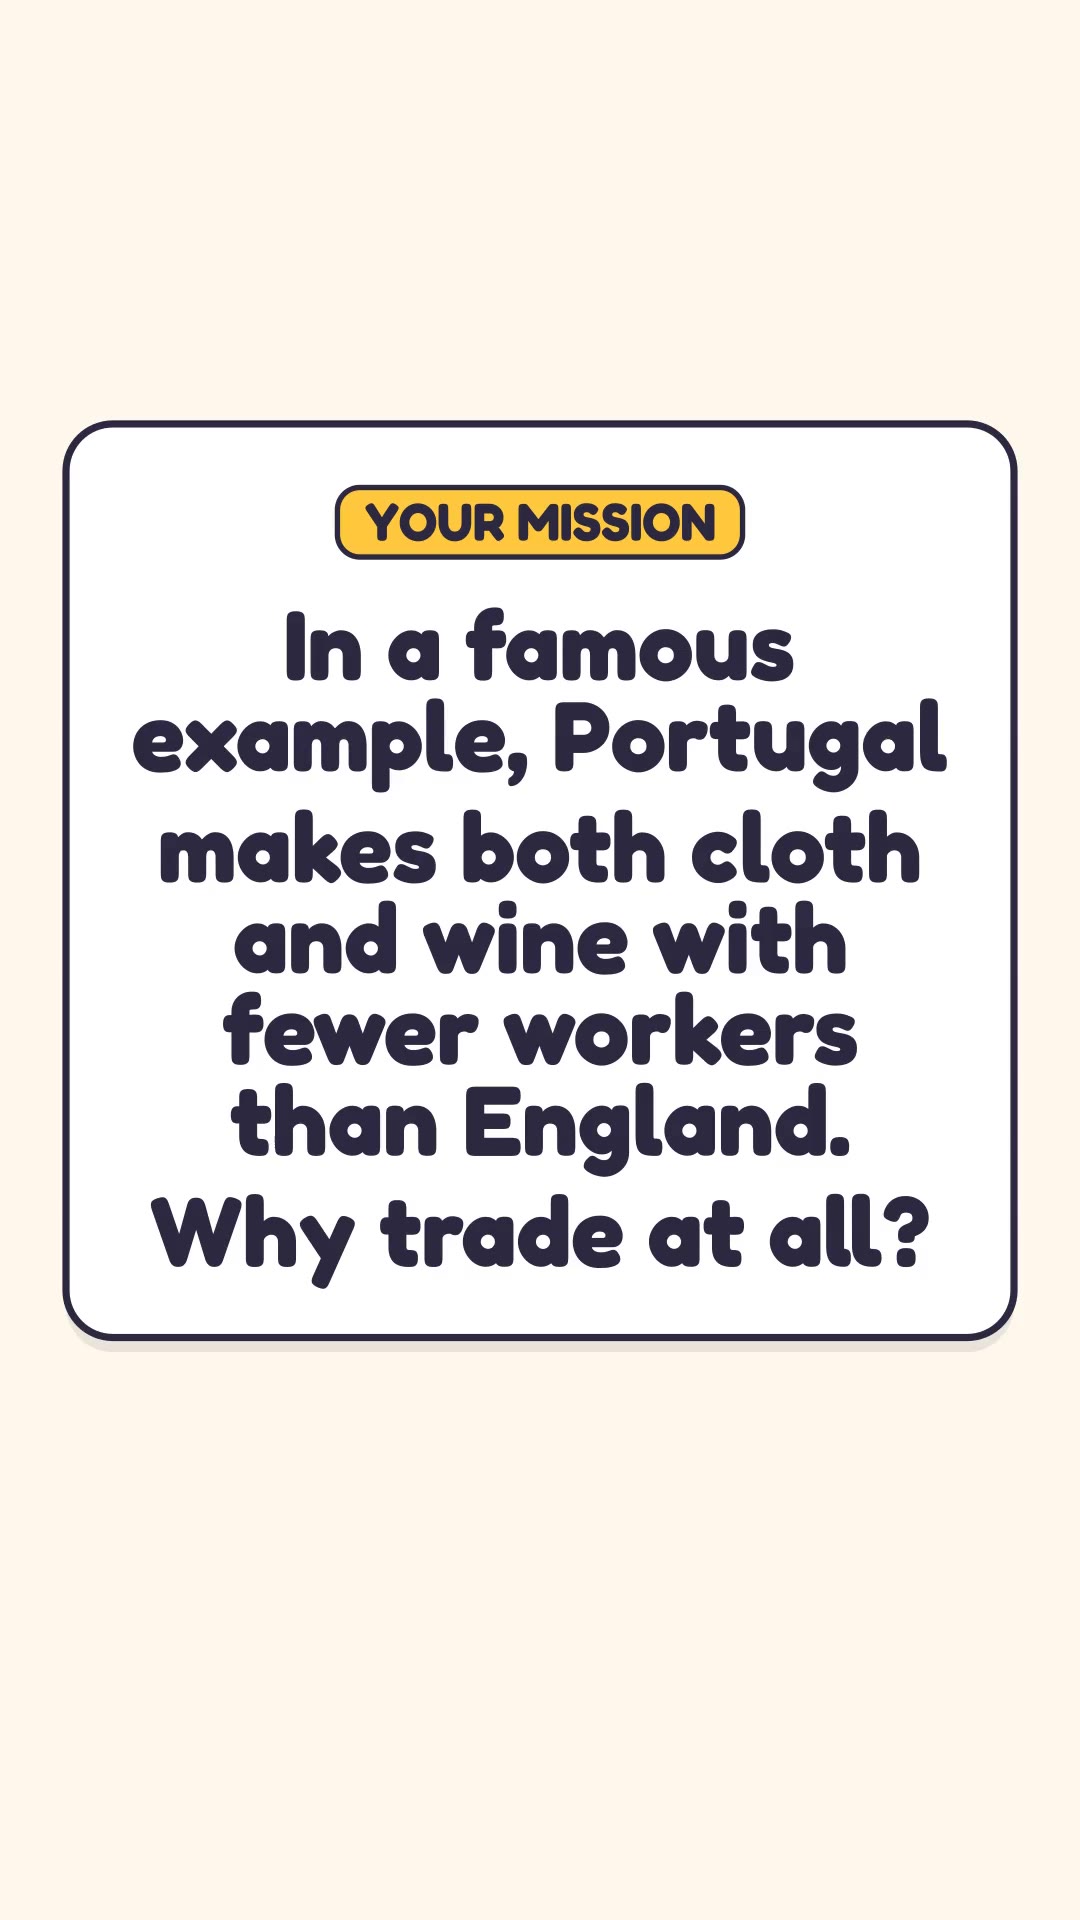 YOUR MISSION
In a famous
example, Portugal
makes both cloth
and wine with
fewer workers
than England.
Why trade at all?